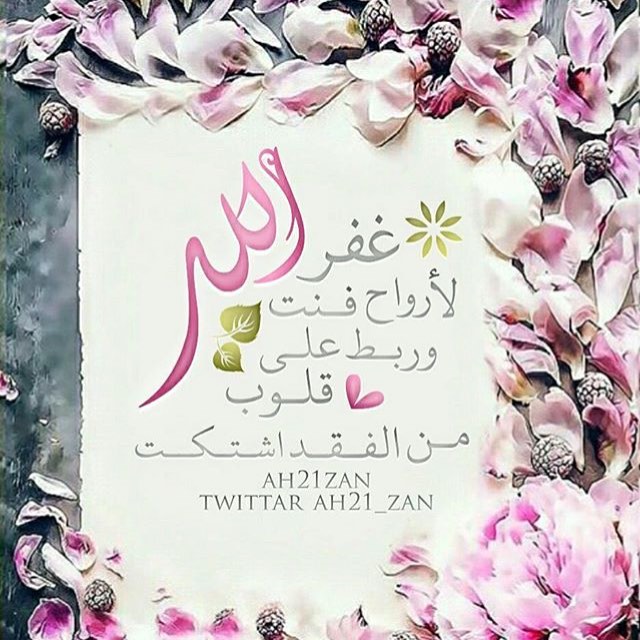 غفر الله
لأرواح فنت
وربط على
قلوب
من الفقد اشتكت
AH21ZAN
TWITTAR AH21_ZAN